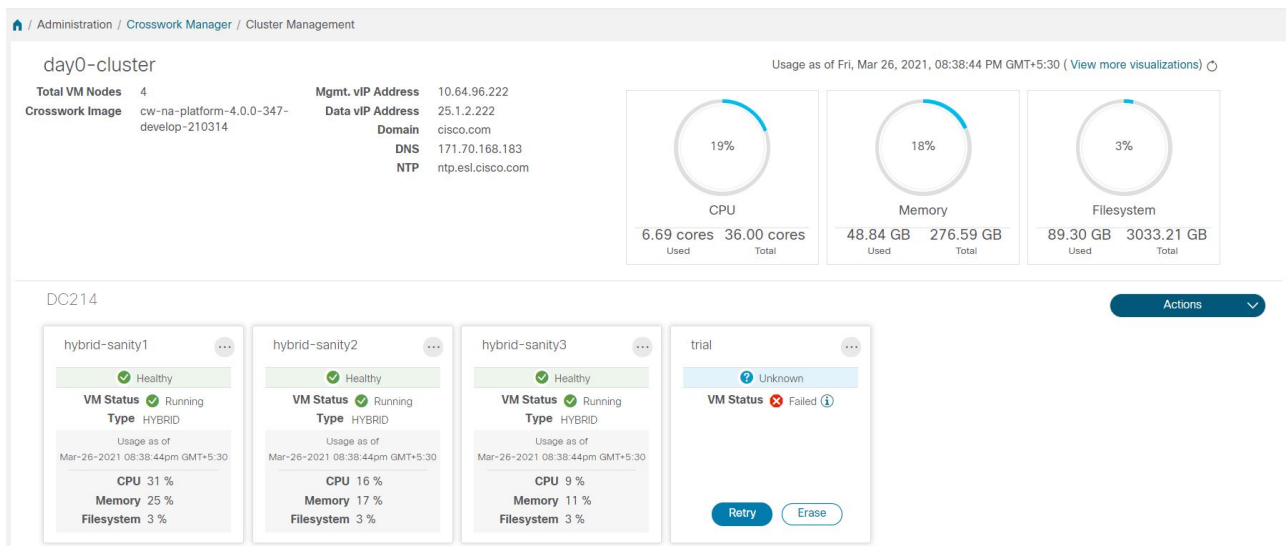 / Administration / Crosswork Manager / Cluster Management
day0-cluster
Usage as of Fri, Mar 26, 2021, 08:38:44 PM GMT+5:30 ( View more visualizations)
Total VM Nodes 4
Crosswork Image cw-na-platform-4.0.0-347-
develop-210314
Mgmt. vIP Address 10.64.96.222
Data vIP Address 25.1.2.222
Domain cisco.com
DNS 171.70.168.183
NTP ntp.esl.cisco.com
19%
CPU
6.69 cores 36.00 cores
Used Total
18%
Memory
48.84 GB 276.59 GB
Used Total
3%
Filesystem
89.30 GB 3033.21 GB
Used Total
DC214
Actions
hybrid-sanity1 ...
Healthy
VM Status Running
Type HYBRID
Usage as of
Mar-26-2021 08:38:44pm GMT+5:30
CPU 31 %
Memory 25 %
Filesystem 3 %
hybrid-sanity2 ...
Healthy
VM Status Running
Type HYBRID
Usage as of
Mar-26-2021 08:38:44pm GMT+5:30
CPU 16 %
Memory 17 %
Filesystem 3 %
hybrid-sanity3 ...
Healthy
VM Status Running
Type HYBRID
Usage as of
Mar-26-2021 08:38:44pm GMT+5:30
CPU 9 %
Memory 11 %
Filesystem 3 %
trial ...
? Unknown
VM Status Failed i
Retry Erase